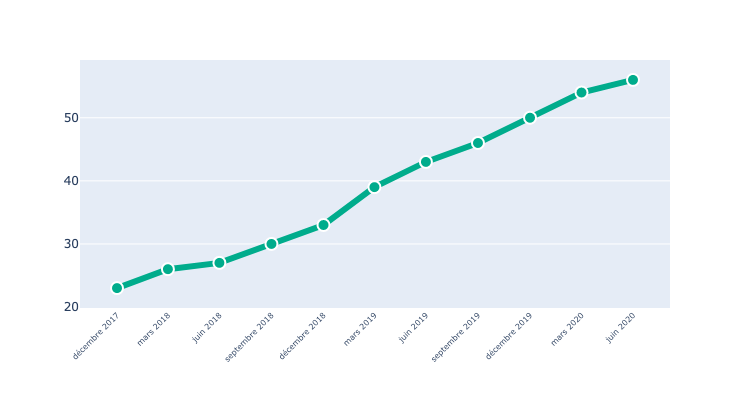 50
40
30
20
décembre 2017
mars 2018
juin 2018
septembre 2018
décembre 2018
mars 2019
juin 2019
septembre 2019
décembre 2019
mars 2020
juin 2020